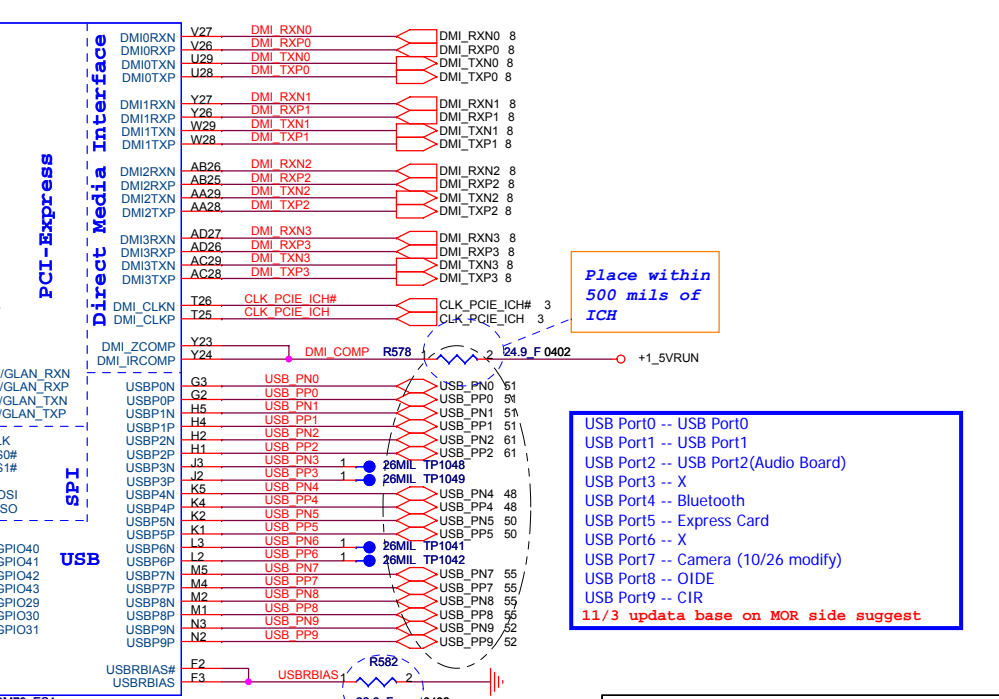 PCI-Express
Direct Media Interface
DMI0RXN V27 DMI_RXN0 DMI_RXN0 8
DMI0RXP V26 DMI_RXP0 DMI_RXP0 8
DMI0TXN U29 DMI_TXN0 DMI_TXN0 8
DMI0TXP U28 DMI_TXP0 DMI_TXP0 8
DMI1RXN Y27 DMI_RXN1 DMI_RXN1 8
DMI1RXP Y26 DMI_RXP1 DMI_RXP1 8
DMI1TXN W29 DMI_TXN1 DMI_TXN1 8
DMI1TXP W28 DMI_TXP1 DMI_TXP1 8
DMI2RXN AB26 DMI_RXN2 DMI_RXN2 8
DMI2RXP AB25 DMI_RXP2 DMI_RXP2 8
DMI2TXN AA29 DMI_TXN2 DMI_TXN2 8
DMI2TXP AA28 DMI_TXP2 DMI_TXP2 8
DMI3RXN AD27 DMI_RXN3 DMI_RXN3 8
DMI3RXP AD26 DMI_RXP3 DMI_RXP3 8
DMI3TXN AC29 DMI_TXN3 DMI_TXN3 8
DMI3TXP AC28 DMI_TXP3 DMI_TXP3 8
DMI_CLKN T26 CLK_PCIE_ICH# CLK_PCIE_ICH# 3
DMI_CLKP T25 CLK_PCIE_ICH CLK_PCIE_ICH 3
Place within
500 mils of
ICH
DMI_ZCOMP Y23
DMI_IRCOMP Y24 DMI_COMP R578 1 2 24.9_F 0402 +1_5VRUN
/GLAN_RXN
/GLAN_RXP
/GLAN_TXN
/GLAN_TXP
SPI
USB
USBP0N G3 USB_PN0 USB_PN0 51
USBP0P G2 USB_PP0 USB_PP0 51
USBP1N H5 USB_PN1 USB_PN1 51
USBP1P H4 USB_PP1 USB_PP1 51
USBP2N H2 USB_PN2 USB_PN2 61
USBP2P H1 USB_PP2 USB_PP2 61
USBP3N J3 USB_PN3 1 26MIL TP1048
USBP3P J2 USB_PP3 1 26MIL TP1049
USBP4N K5 USB_PN4 USB_PN4 48
USBP4P K4 USB_PP4 USB_PP4 48
USBP5N K2 USB_PN5 USB_PN5 50
USBP5P K1 USB_PP5 USB_PP5 50
GPIO40 USBP6N L3 USB_PN6 1 26MIL TP1041
GPIO41 USBP6P L2 USB_PP6 1 26MIL TP1042
GPIO42 USBP7N M5 USB_PN7 USB_PN7 55
GPIO43 USBP7P M4 USB_PP7 USB_PP7 55
GPIO29 USBP8N M2 USB_PN8 USB_PN8 55
GPIO30 USBP8P M1 USB_PP8 USB_PP8 55
GPIO31 USBP9N N3 USB_PN9 USB_PN9 52
USBP9P N2 USB_PP9 USB_PP9 52
USBRBIAS# F2
USBRBIAS F3 USBRBIAS 1 R582 2
USB Port0 -- USB Port0
USB Port1 -- USB Port1
USB Port2 -- USB Port2(Audio Board)
USB Port3 -- X
USB Port4 -- Bluetooth
USB Port5 -- Express Card
USB Port6 -- X
USB Port7 -- Camera (10/26 modify)
USB Port8 -- OIDE
USB Port9 -- CIR
11/3 updata base on MOR side suggest